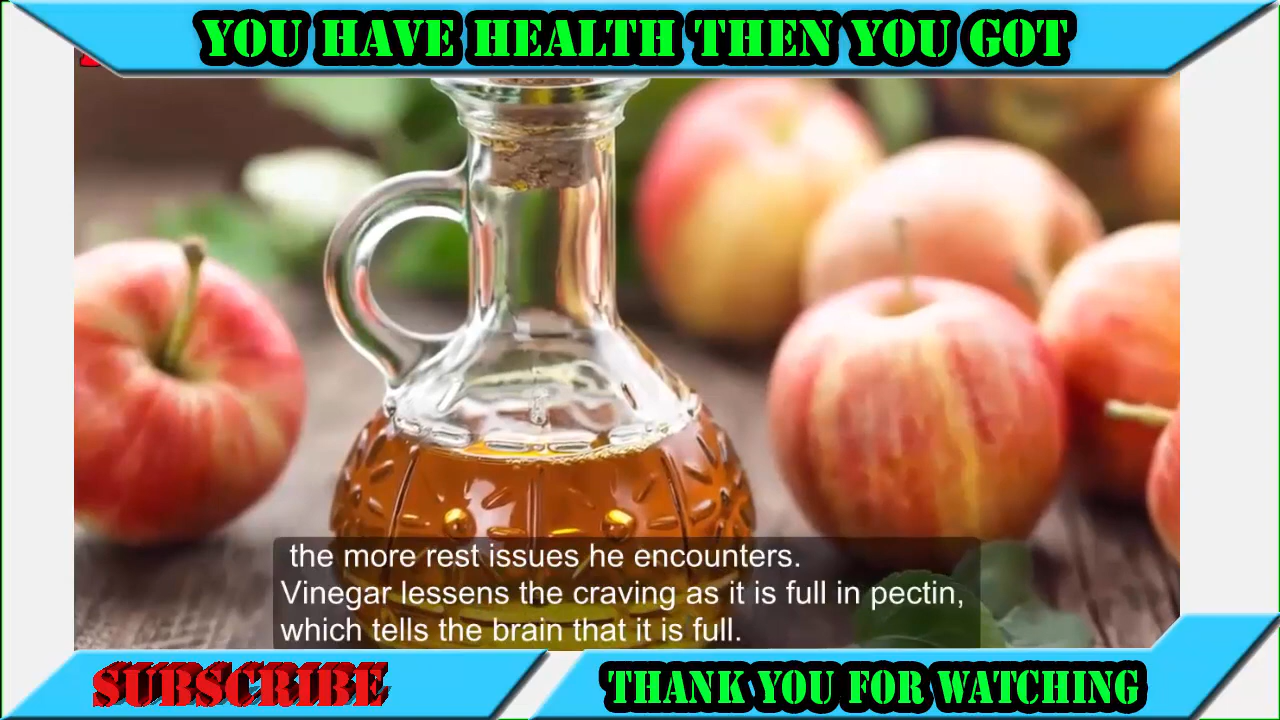 YOU HAVE HEALTH THEN YOU GOT
the more rest issues he encounters.
Vinegar lessens the craving as it is full in pectin,
which tells the brain that it is full.
SUBSCRIBE
THANK YOU FOR WATCHING